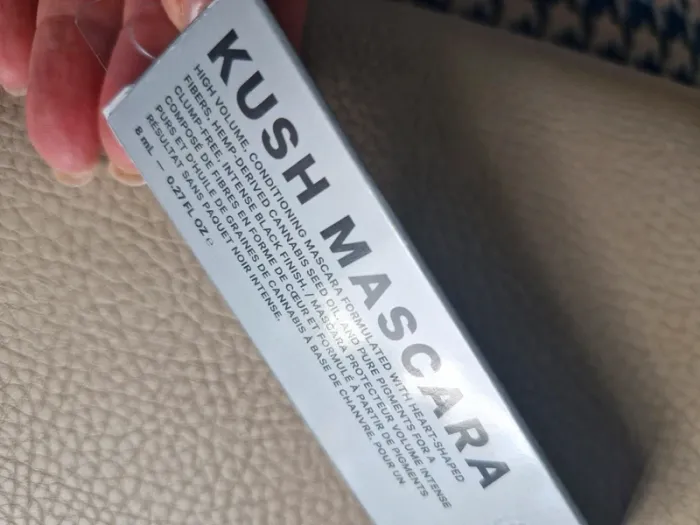 KUSH MASCARA
HIGH VOLUME, CONDITIONING MASCARA FORMULATED WITH HEART-SHAPED
FIBERS, HEMP-DERIVED CANNABIS SEED OIL, AND PURE PIGMENTS FOR A
CLUMP-FREE, INTENSE BLACK FINISH. / MASCARA PROTECTEUR VOLUME INTENSE
COMPOSÉ DE FIBRES EN FORME DE CŒUR ET FORMULÉ À PARTIR DE PIGMENTS
PURS ET D'HUILE DE GRAINES DE CANNABIS À BASE DE CHANVRE, POUR UN
RÉSULTAT SANS PAQUET NOIR INTENSE.
8 mL — 0.27 FL OZ ℮